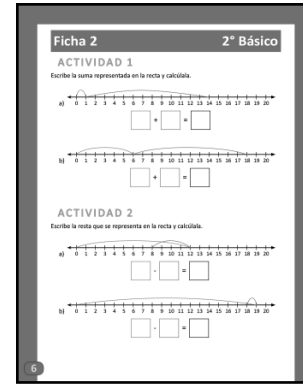 Ficha 2 2° Básico
ACTIVIDAD 1
Escribe la suma representada en la recta y calcúlala.
a) 0 1 2 3 4 5 6 7 8 9 10 11 12 13 14 15 16 17 18 19 20
+ =
b) 0 1 2 3 4 5 6 7 8 9 10 11 12 13 14 15 16 17 18 19 20
+ =
ACTIVIDAD 2
Escribe la resta que se representa en la recta y calcúlala.
a) 0 1 2 3 4 5 6 7 8 9 10 11 12 13 14 15 16 17 18 19 20
- =
b) 0 1 2 3 4 5 6 7 8 9 10 11 12 13 14 15 16 17 18 19 20
- =
6